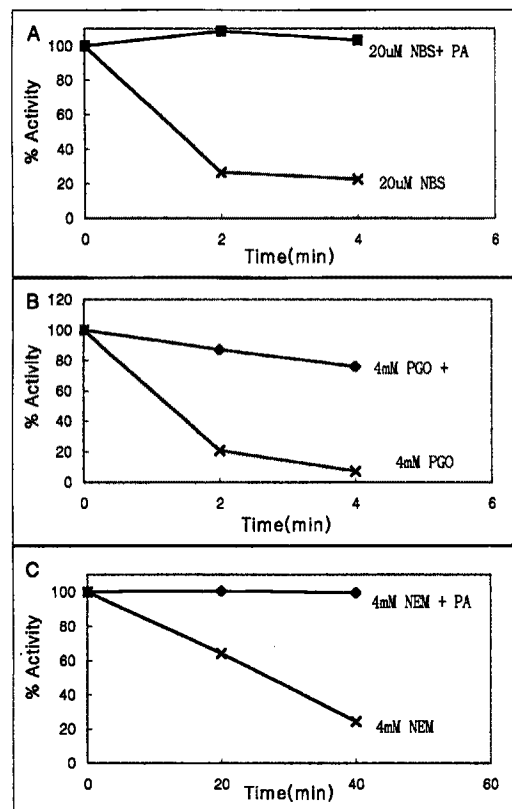 A
100
80
60
40
20
0
% Activity
20uM NBS+ PA
20uM NBS
0 2 4 6
Time(min)
B
120
100
80
60
40
20
0
% Activity
4mM PGO +
4mM PGO
0 2 4 6
Time(min)
C
100
80
60
40
20
0
% Activity
4mM NEM + PA
4mM NEM
0 20 40 60
Time(min)